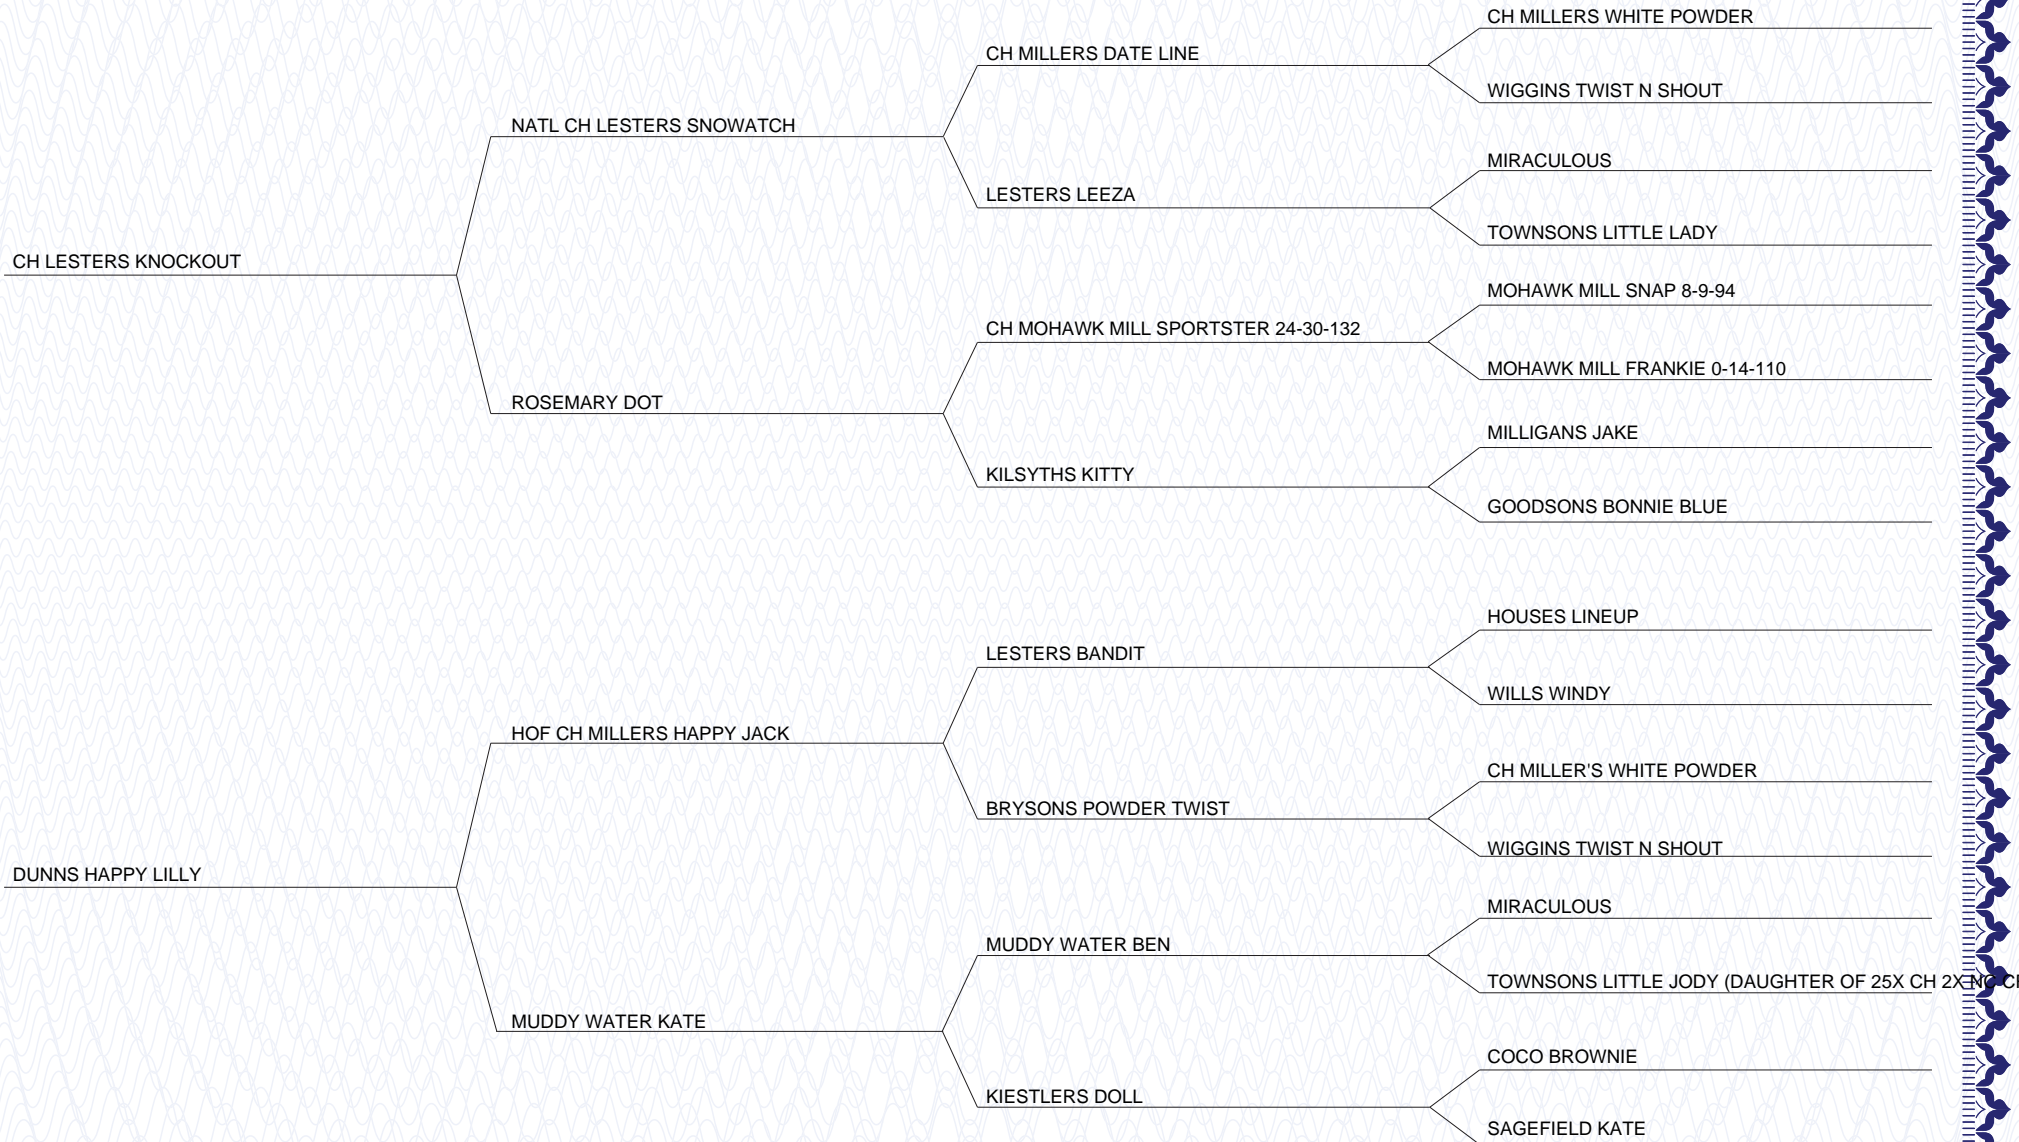 CH MILLERS WHITE POWDER
CH MILLERS DATE LINE
WIGGINS TWIST N SHOUT
NATL CH LESTERS SNOWATCH
MIRACULOUS
LESTERS LEEZA
TOWNSONS LITTLE LADY
CH LESTERS KNOCKOUT
MOHAWK MILL SNAP 8-9-94
CH MOHAWK MILL SPORTSTER 24-30-132
MOHAWK MILL FRANKIE 0-14-110
ROSEMARY DOT
MILLIGANS JAKE
KILSYTHS KITTY
GOODSONS BONNIE BLUE
HOUSES LINEUP
LESTERS BANDIT
WILLS WINDY
HOF CH MILLERS HAPPY JACK
CH MILLER'S WHITE POWDER
BRYSONS POWDER TWIST
WIGGINS TWIST N SHOUT
DUNNS HAPPY LILLY
MIRACULOUS
MUDDY WATER BEN
TOWNSONS LITTLE JODY (DAUGHTER OF 25X CH 2X NC
MUDDY WATER KATE
COCO BROWNIE
KIESTLERS DOLL
SAGEFIELD KATE